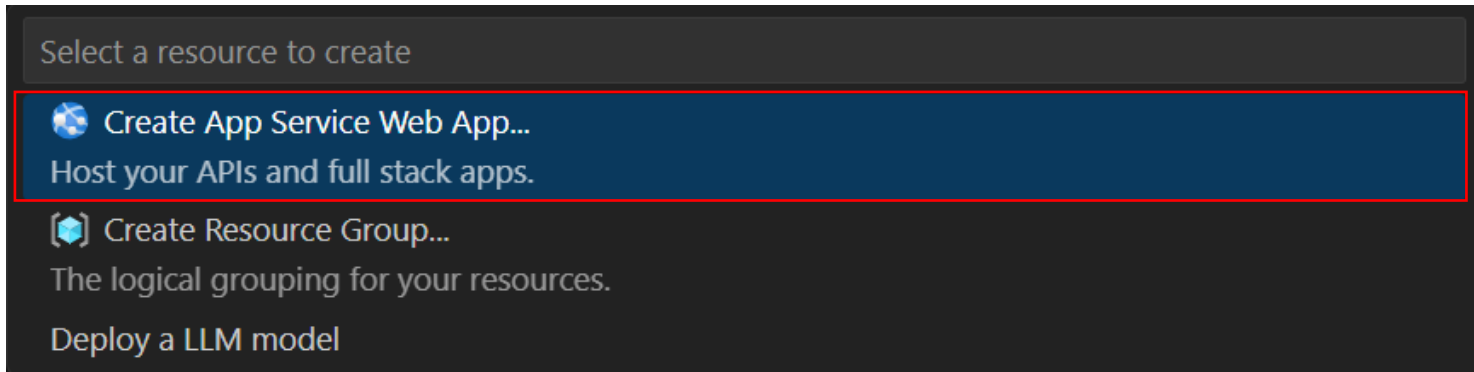 Select a resource to create
Create App Service Web App...
Host your APIs and full stack apps.
Create Resource Group...
The logical grouping for your resources.
Deploy a LLM model